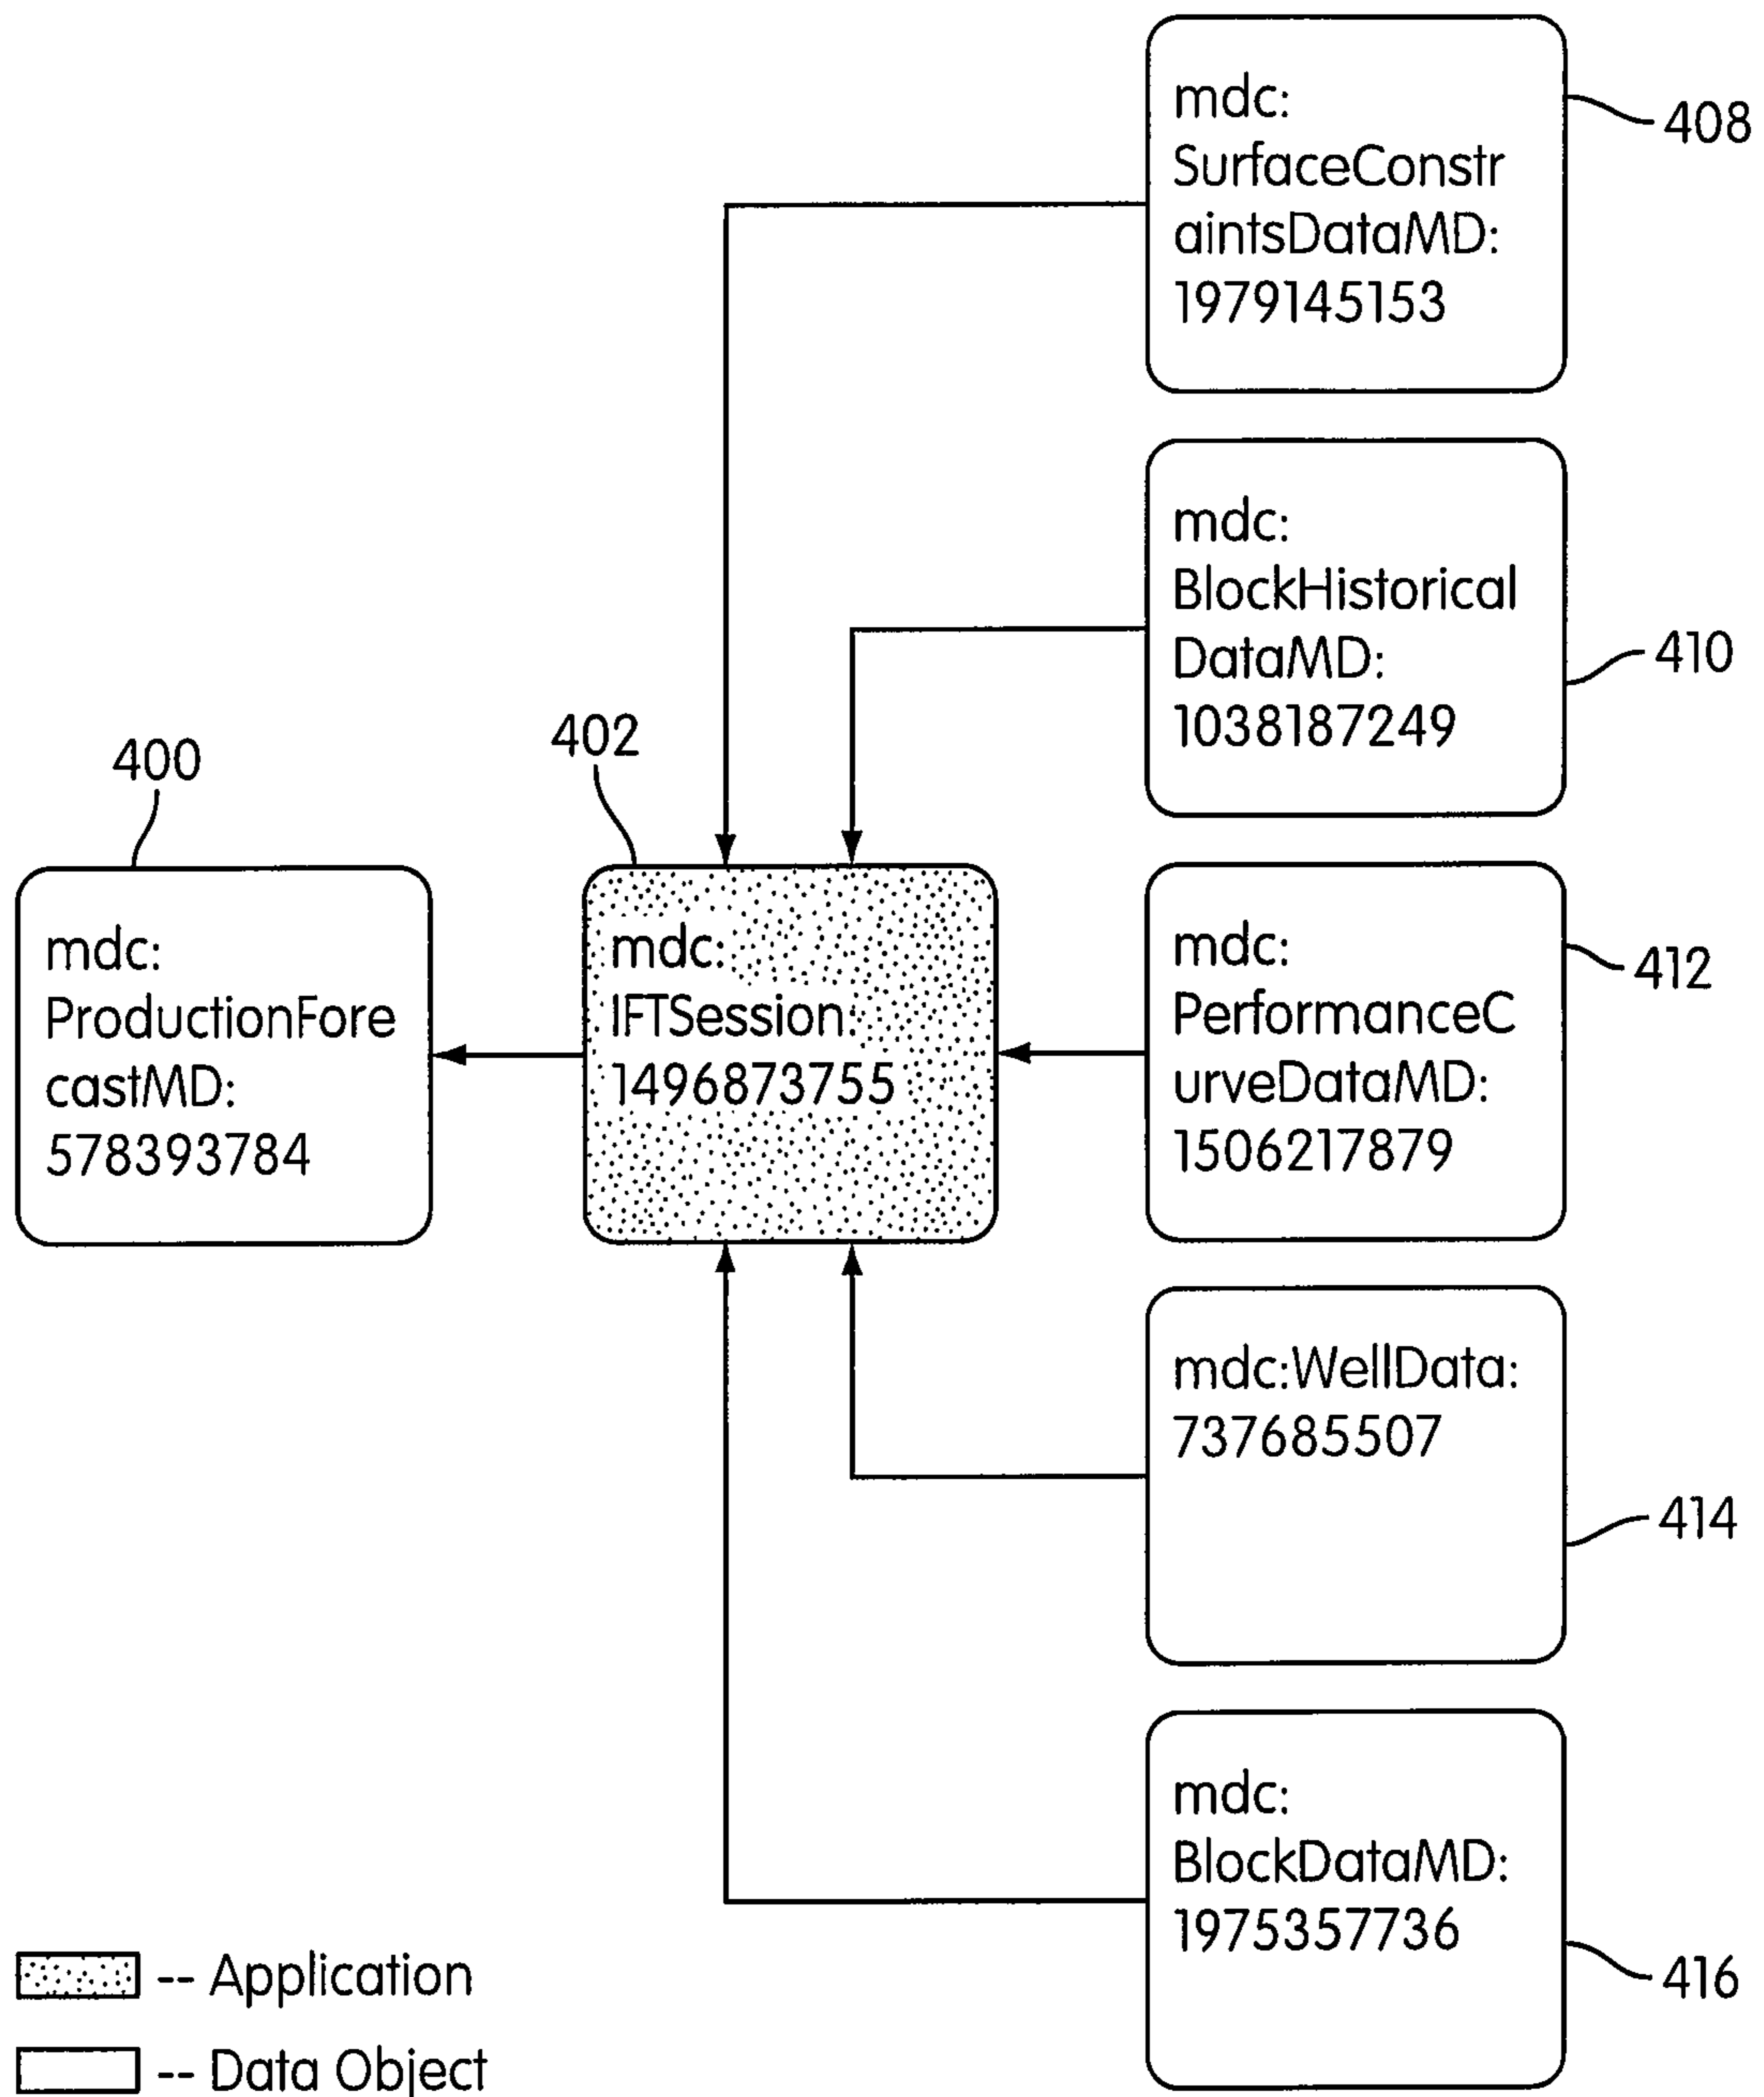 mdc:
SurfaceConstr
aintsDataMD:
1979145153
408
mdc:
BlockHistorical
DataMD:
1038187249
410
400
402
mdc:
ProductionFore
castMD:
578393784
mdc:
IFTSession:
1496873755
mdc:
PerformanceC
urveDataMD:
1506217879
412
mdc:WellData:
737685507
414
mdc:
BlockDataMD:
1975357736
416
-- Application
-- Data Object